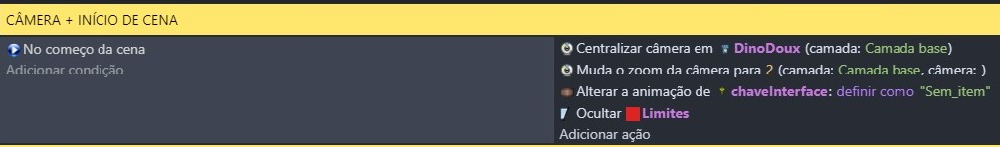 CÂMERA + INÍCIO DE CENA
No começo da cena
Adicionar condição
Centralizar câmera em DinoDoux (camada: Camada base)
Muda o zoom da câmera para 2 (camada: Camada base, câmera: )
Alterar a animação de chaveInterface: definir como "Sem_item"
Ocultar Limites
Adicionar ação